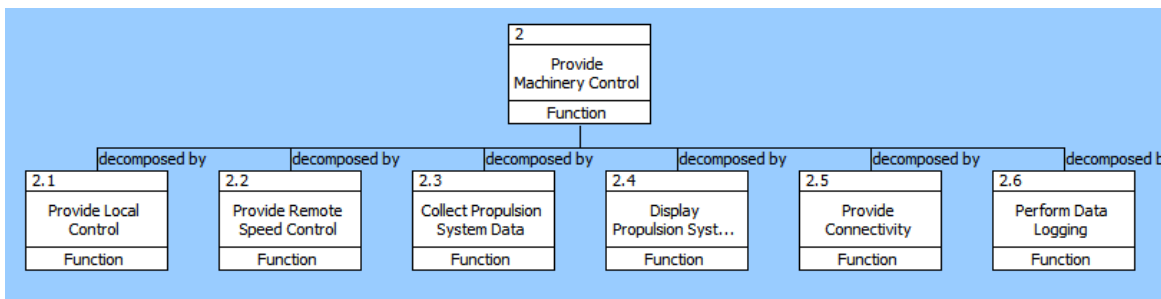 2
Provide
Machinery Control
Function
decomposed by
decomposed by
decomposed by
decomposed by
decomposed by
decomposed b
2.1
Provide Local
Control
Function
2.2
Provide Remote
Speed Control
Function
2.3
Collect Propulsion
System Data
Function
2.4
Display
Propulsion Syst...
Function
2.5
Provide
Connectivity
Function
2.6
Perform Data
Logging
Function